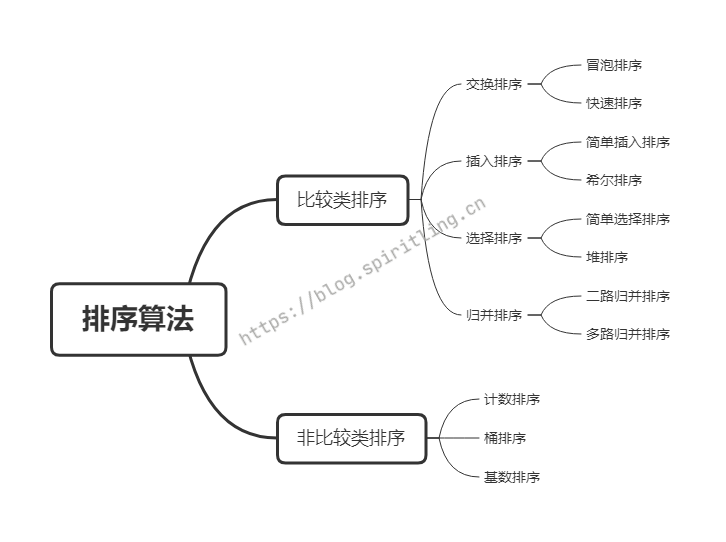 排序算法
比较类排序
交换排序
冒泡排序
快速排序
插入排序
简单插入排序
希尔排序
选择排序
简单选择排序
堆排序
归并排序
二路归并排序
多路归并排序
非比较类排序
计数排序
桶排序
基数排序
https://blog.spiritling.cn